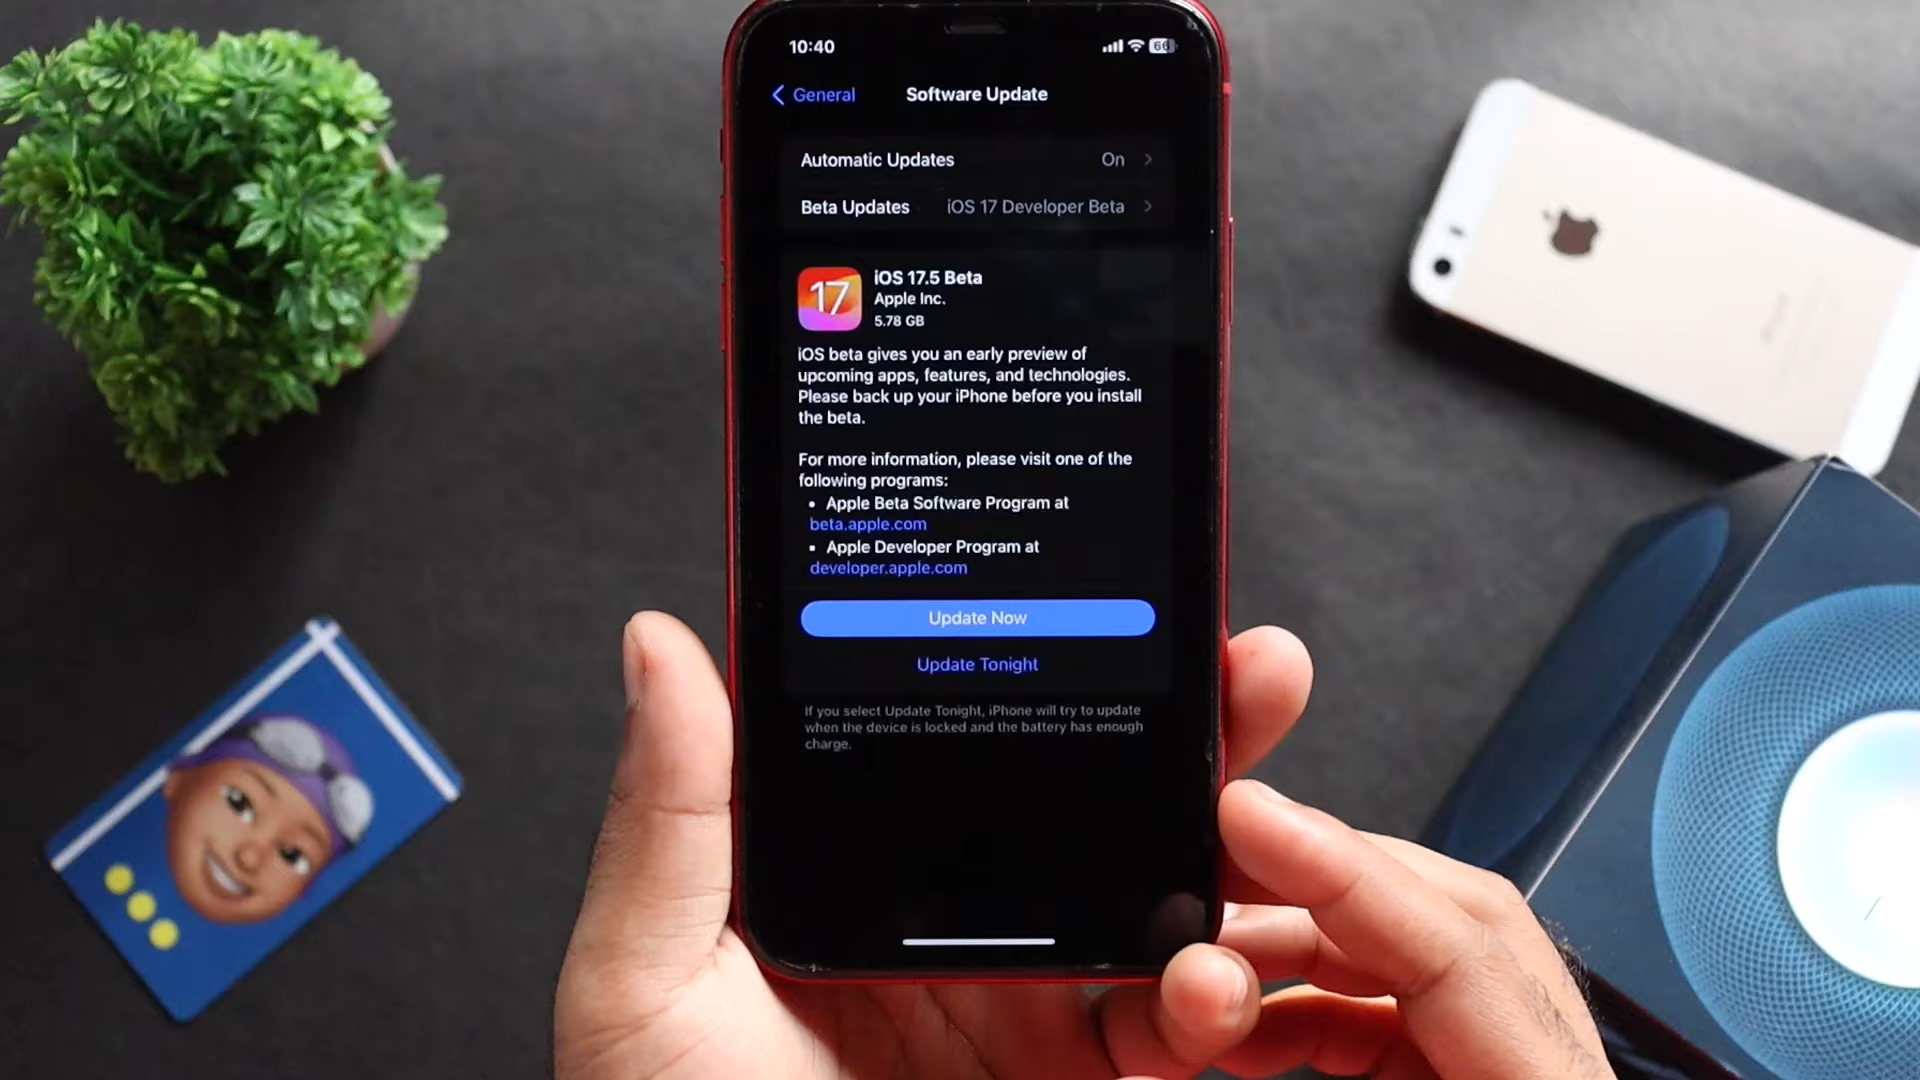 10:40
66
General
Software Update
Automatic Updates On
Beta Updates iOS 17 Developer Beta
17
iOS 17.5 Beta
Apple Inc.
5.78 GB
iOS beta gives you an early preview of
upcoming apps, features, and technologies.
Please back up your iPhone before you install
the beta.
For more information, please visit one of the
following programs:
• Apple Beta Software Program at
beta.apple.com
• Apple Developer Program at
developer.apple.com
Update Now
Update Tonight
If you select Update Tonight, iPhone will try to update
when the device is locked and the battery has enough
charge.